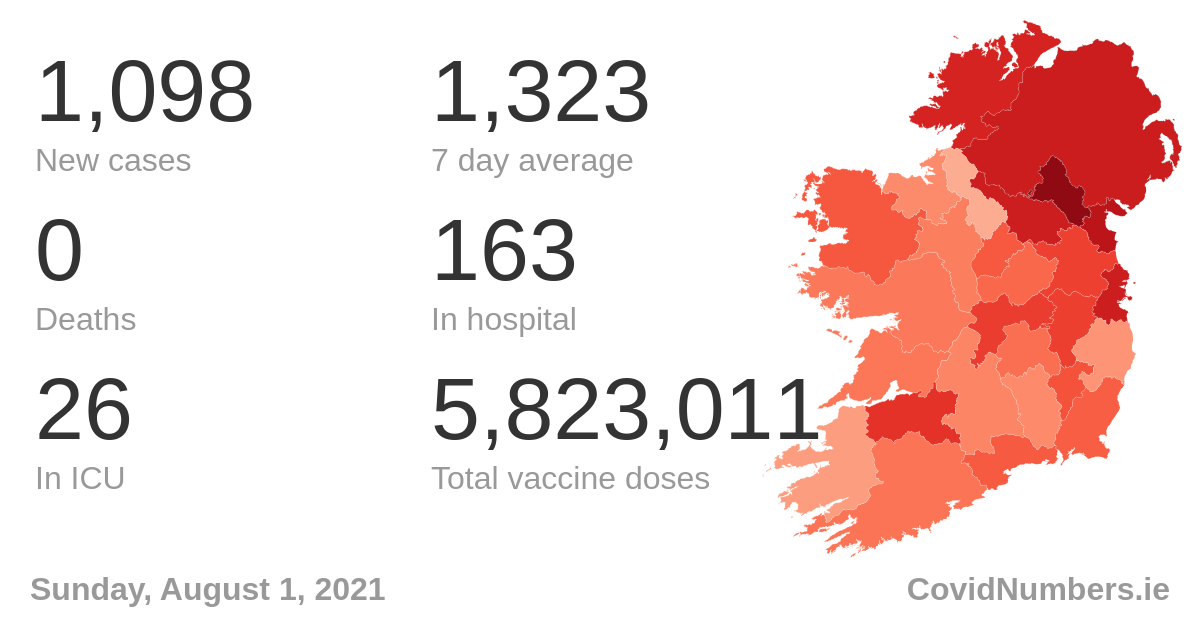 1,098
New cases
1,323
7 day average
0
Deaths
163
In hospital
26
In ICU
5,823,011
Total vaccine doses
Sunday, August 1, 2021
CovidNumbers.ie